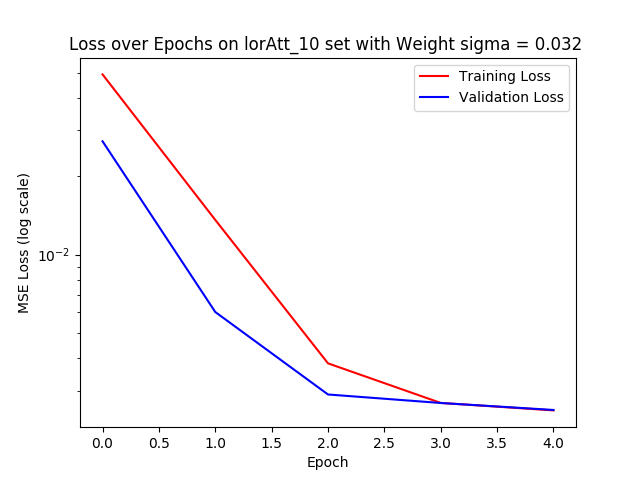 Loss over Epochs on lorAtt_10 set with Weight sigma = 0.032
Training Loss
Validation Loss
MSE Loss (log scale)
10⁻²
0.0 0.5 1.0 1.5 2.0 2.5 3.0 3.5 4.0
Epoch